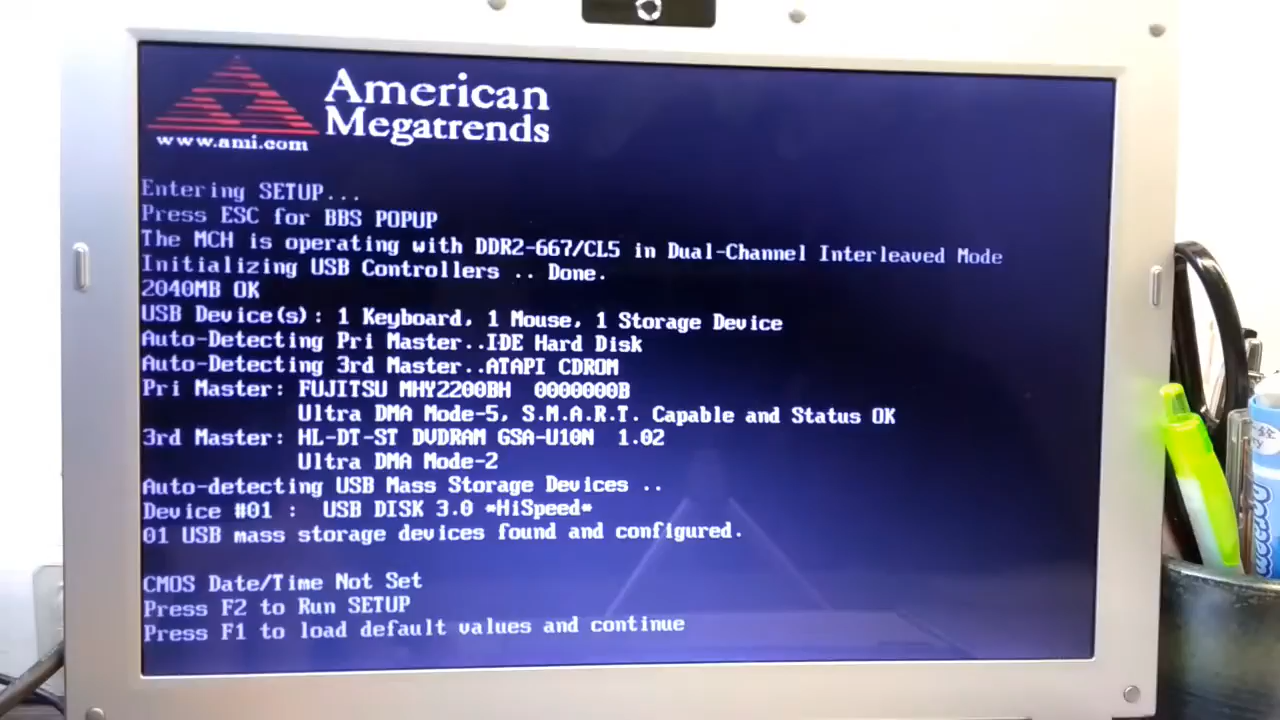 American
Megatrends
www.ami.com
Entering SETUP...
Press ESC for BBS POPUP
The MCH is operating with DDR2-667/CL5 in Dual-Channel Interleaved Mode
Initializing USB Controllers .. Done.
2040MB OK
USB Device(s): 1 Keyboard, 1 Mouse, 1 Storage Device
Auto-Detecting Pri Master..IDE Hard Disk
Auto-Detecting 3rd Master..ATAPI CDROM
Pri Master: FUJITSU MHY2200BH  0000000B
Ultra DMA Mode-5, S.M.A.R.T. Capable and Status OK
3rd Master: HL-DT-ST DVDRAM GSA-U10N  1.02
Ultra DMA Mode-2
Auto-detecting USB Mass Storage Devices ..
Device #01 :  USB DISK 3.0 *HiSpeed*
01 USB mass storage devices found and configured.
CMOS Date/Time Not Set
Press F2 to Run SETUP
Press F1 to load default values and continue